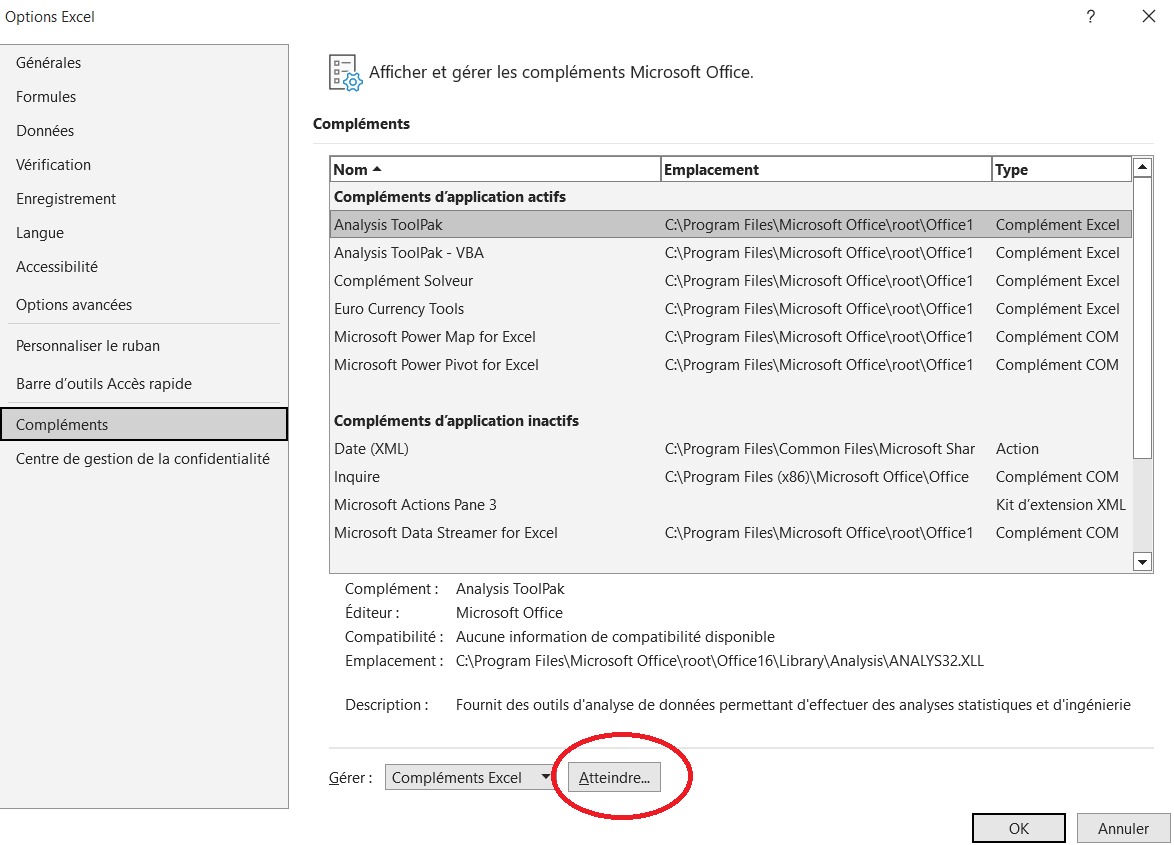 Options Excel
?
Générales
Formules
Données
Vérification
Enregistrement
Langue
Accessibilité
Options avancées
Personnaliser le ruban
Barre d’outils Accès rapide
Compléments
Centre de gestion de la confidentialité
Afficher et gérer les compléments Microsoft Office.
Compléments
Nom Emplacement Type
Compléments d’application actifs
Analysis ToolPak C:\Program Files\Microsoft Office\root\Office1 Complément Excel
Analysis ToolPak - VBA C:\Program Files\Microsoft Office\root\Office1 Complément Excel
Complément Solveur C:\Program Files\Microsoft Office\root\Office1 Complément Excel
Euro Currency Tools C:\Program Files\Microsoft Office\root\Office1 Complément Excel
Microsoft Power Map for Excel C:\Program Files\Microsoft Office\root\Office1 Complément COM
Microsoft Power Pivot for Excel C:\Program Files\Microsoft Office\root\Office1 Complément COM
Compléments d’application inactifs
Date (XML) C:\Program Files\Common Files\Microsoft Shar Action
Inquire C:\Program Files (x86)\Microsoft Office\Office Complément COM
Microsoft Actions Pane 3 Kit d’extension XML
Microsoft Data Streamer for Excel C:\Program Files\Microsoft Office\root\Office1 Complément COM
Complément : Analysis ToolPak
Éditeur : Microsoft Office
Compatibilité : Aucune information de compatibilité disponible
Emplacement : C:\Program Files\Microsoft Office\root\Office16\Library\Analysis\ANALYS32.XLL
Description : Fournit des outils d'analyse de données permettant d'effectuer des analyses statistiques et d'ingénierie
Gérer : Compléments Excel Atteindre...
OK Annuler